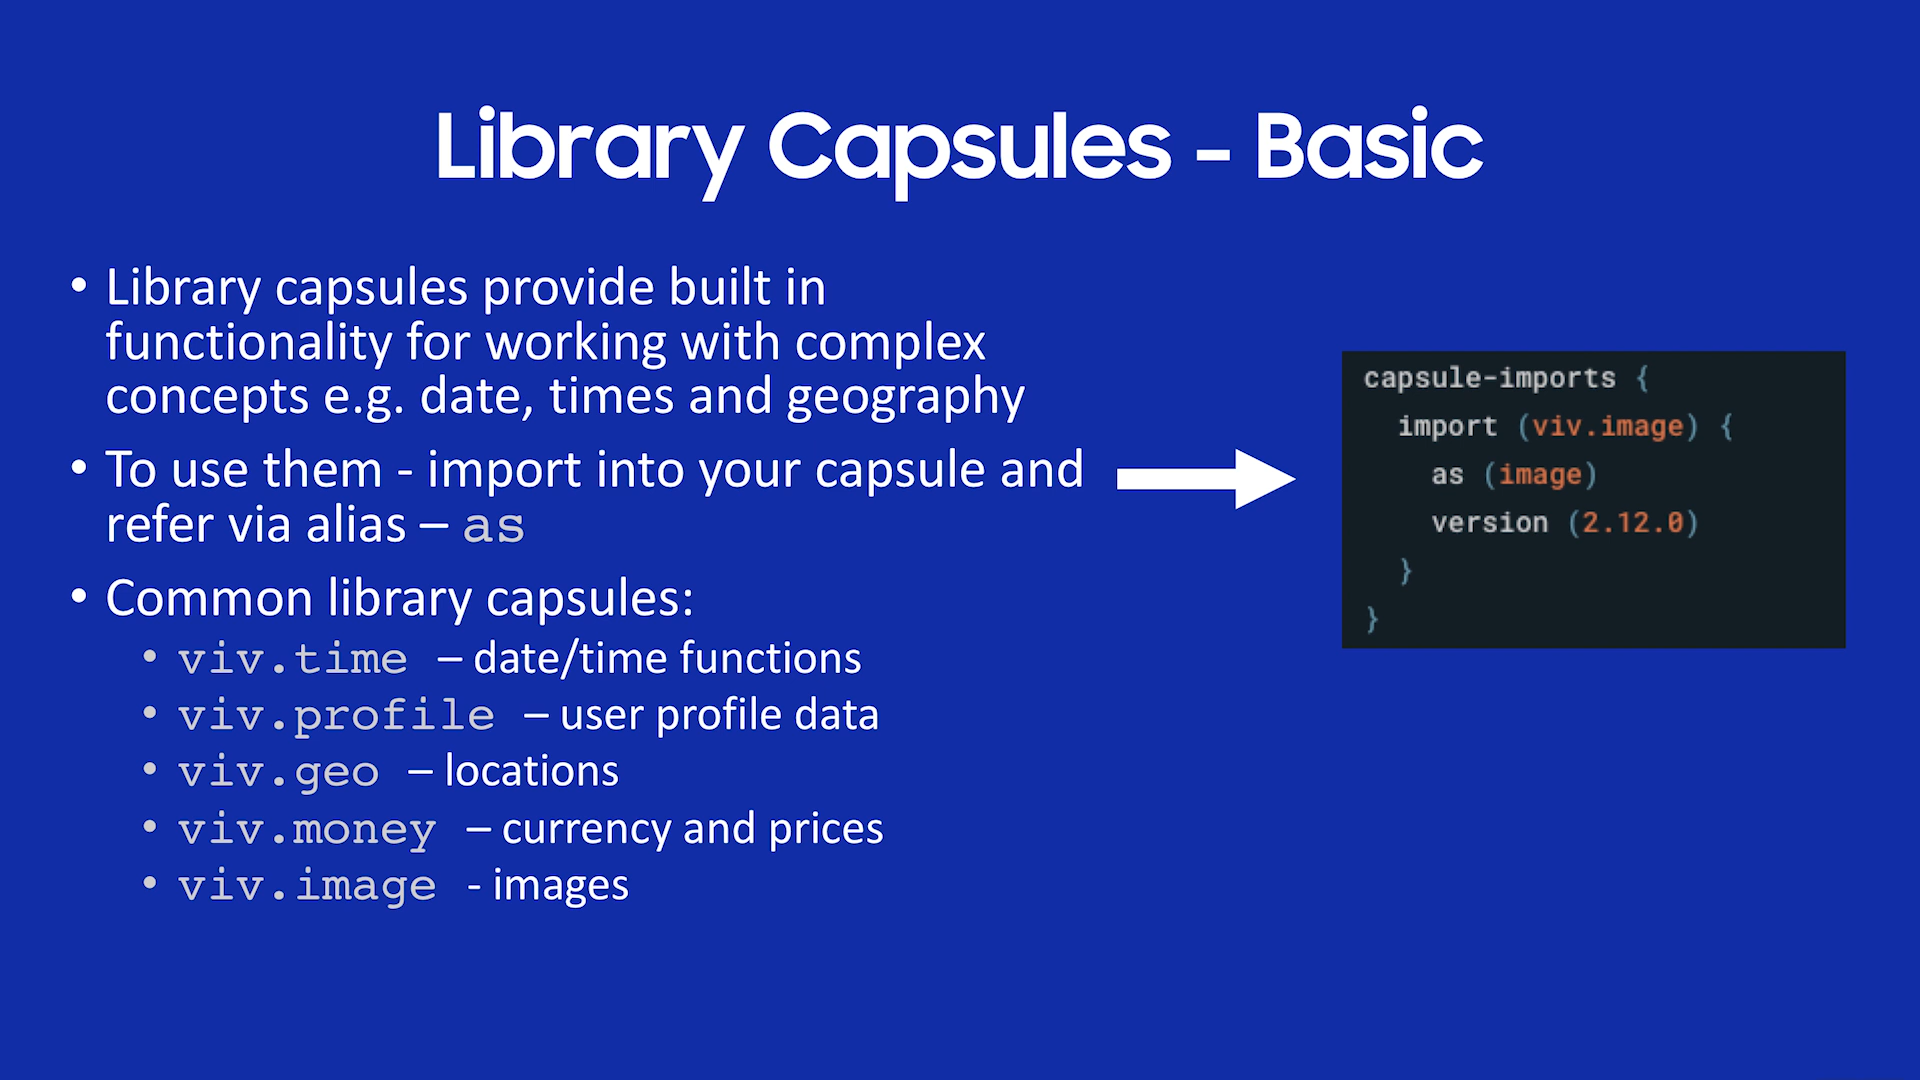 Library Capsules - Basic
• Library capsules provide built in
functionality for working with complex
concepts e.g. date, times and geography
• To use them - import into your capsule and
refer via alias – as
• Common library capsules:
• viv.time – date/time functions
• viv.profile – user profile data
• viv.geo – locations
• viv.money – currency and prices
• viv.image - images
capsule-imports {
import (viv.image) {
as (image)
version (2.12.0)
}
}